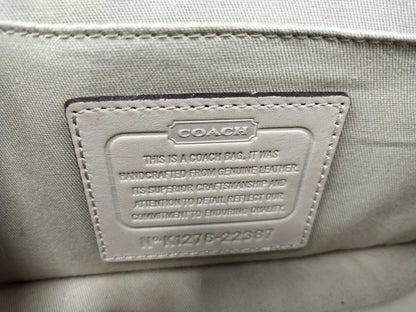 COACH
THIS IS A COACH BAG. IT WAS
HANDCRAFTED FROM GENUINE LEATHER.
ITS SUPERIOR CRAFTSMANSHIP AND
ATTENTION TO DETAIL REFLECT OUR
COMMITMENT TO ENDURING QUALITY.
No K1276-22387